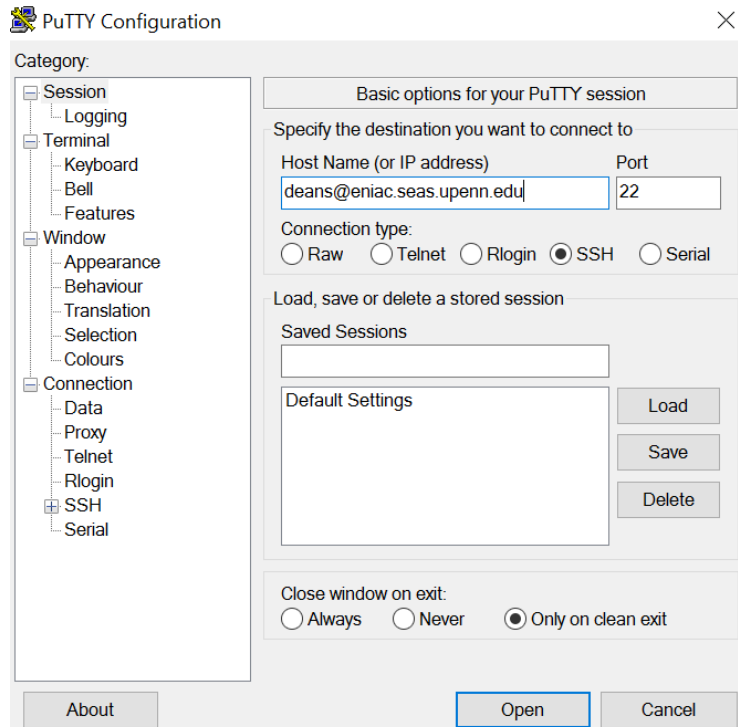 PuTTY Configuration
Category:
Session
Logging
Terminal
Keyboard
Bell
Features
Window
Appearance
Behaviour
Translation
Selection
Colours
Connection
Data
Proxy
Telnet
Rlogin
SSH
Serial
Basic options for your PuTTY session
Specify the destination you want to connect to
Host Name (or IP address) Port
deans@eniac.seas.upenn.edu 22
Connection type:
Raw Telnet Rlogin SSH Serial
Load, save or delete a stored session
Saved Sessions
Default Settings
Load
Save
Delete
Close window on exit:
Always Never Only on clean exit
About Open Cancel